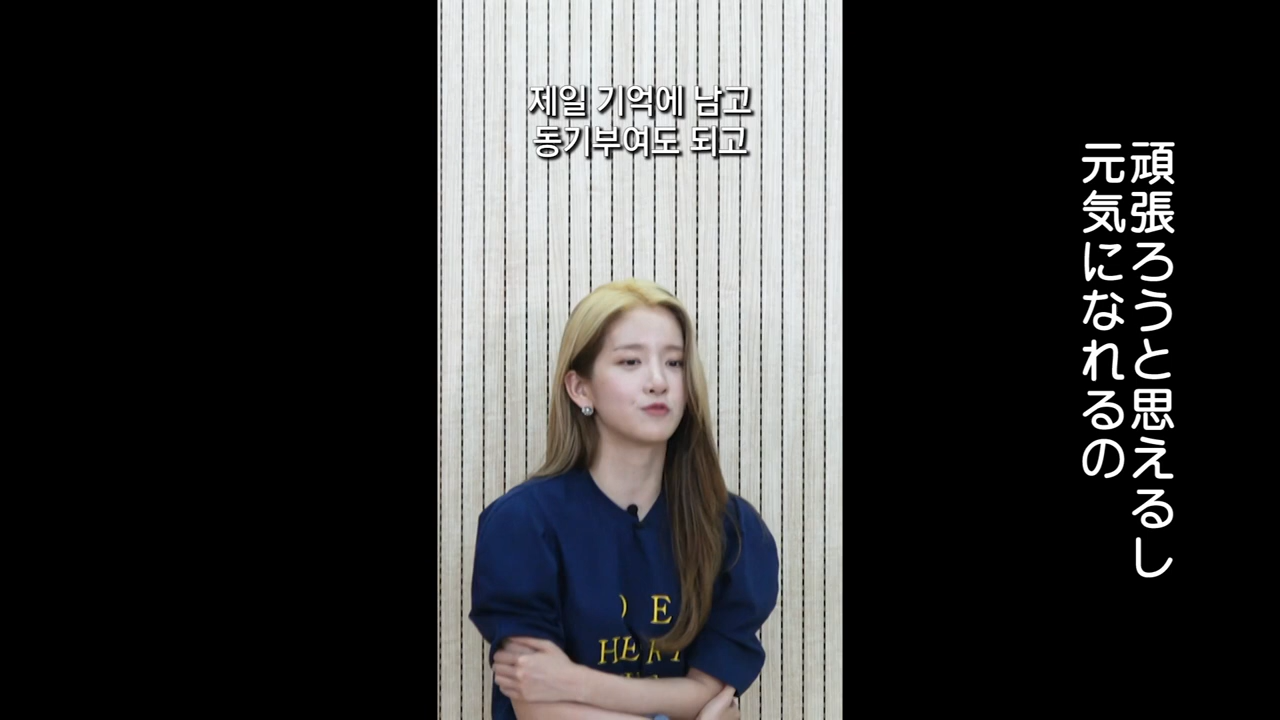 제일 기억에 남고
동기부여도 되고
頑張ろうと思えるし
元気になれるの